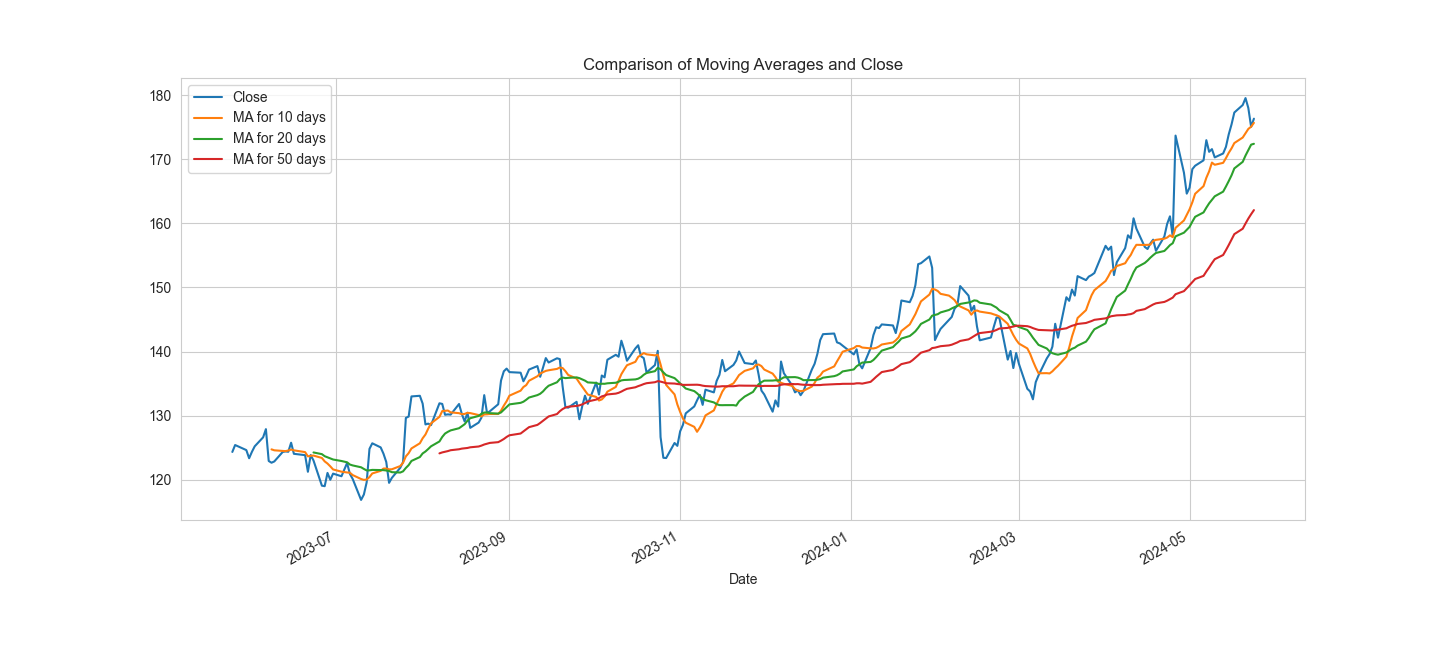 Comparison of Moving Averages and Close
Close
MA for 10 days
MA for 20 days
MA for 50 days
180
170
160
150
140
130
120
2023-07
2023-09
2023-11
2024-01
2024-03
2024-05
Date